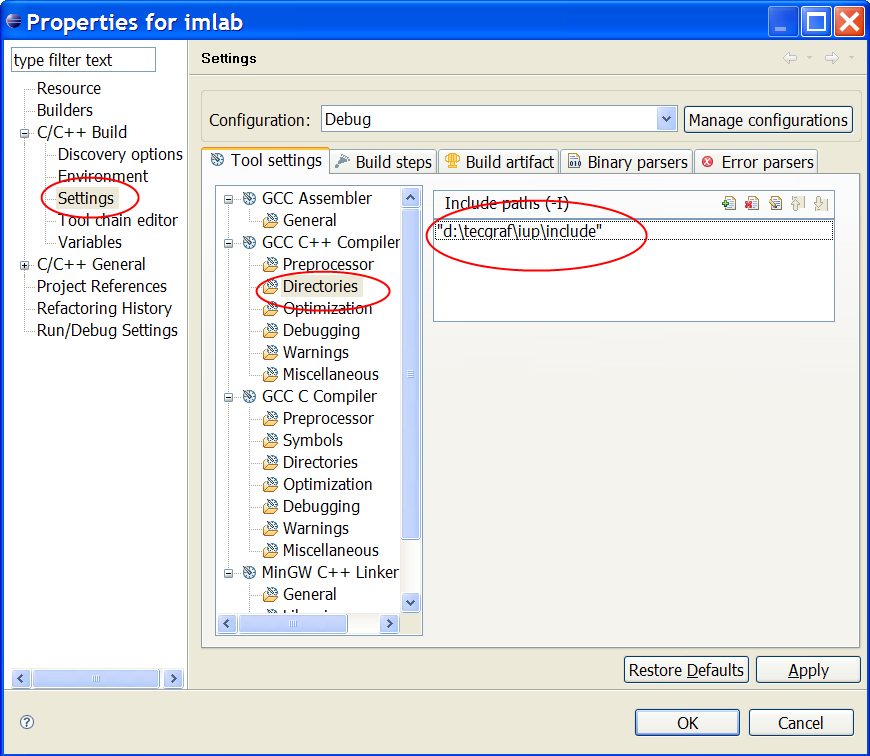 Properties for imlab
type filter text
Resource
Builders
C/C++ Build
Discovery options
Environment
Settings
Tool chain editor
Variables
C/C++ General
Project References
Refactoring History
Run/Debug Settings
Settings
Configuration: Debug Manage configurations
Tool settings Build steps Build artifact Binary parsers Error parsers
GCC Assembler
General
GCC C++ Compiler
Preprocessor
Directories
Optimization
Debugging
Warnings
Miscellaneous
GCC C Compiler
Preprocessor
Symbols
Directories
Optimization
Debugging
Warnings
Miscellaneous
MinGW C++ Linker
General
Include paths (-I)
"d:\tecgraf\iup\include"
Restore Defaults Apply
OK Cancel